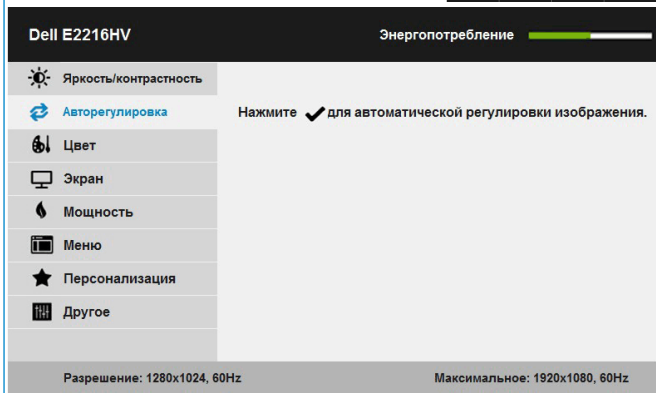 Dell E2216HV
Энергопотребление
Яркость/контрастность
Авторегулировка
Нажмите ✓ для автоматической регулировки изображения.
Цвет
Экран
Мощность
Меню
Персонализация
Другое
Разрешение: 1280x1024, 60Hz
Максимальное: 1920x1080, 60Hz